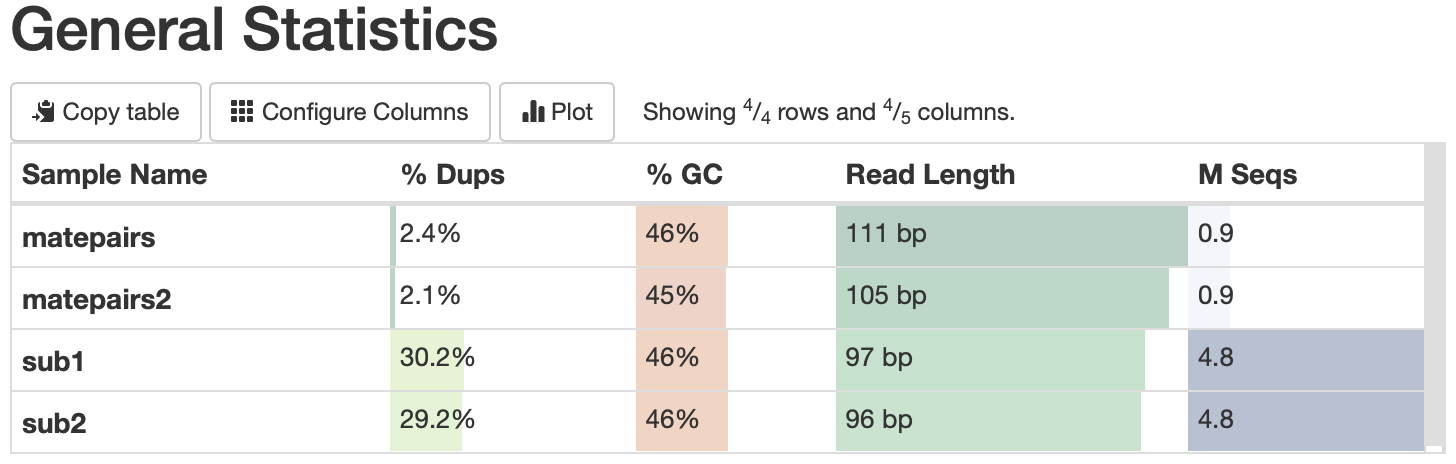 General Statistics
Copy table Configure Columns Plot Showing 4/4 rows and 4/5 columns.
Sample Name % Dups % GC Read Length M Seqs
matepairs 2.4% 46% 111 bp 0.9
matepairs2 2.1% 45% 105 bp 0.9
sub1 30.2% 46% 97 bp 4.8
sub2 29.2% 46% 96 bp 4.8